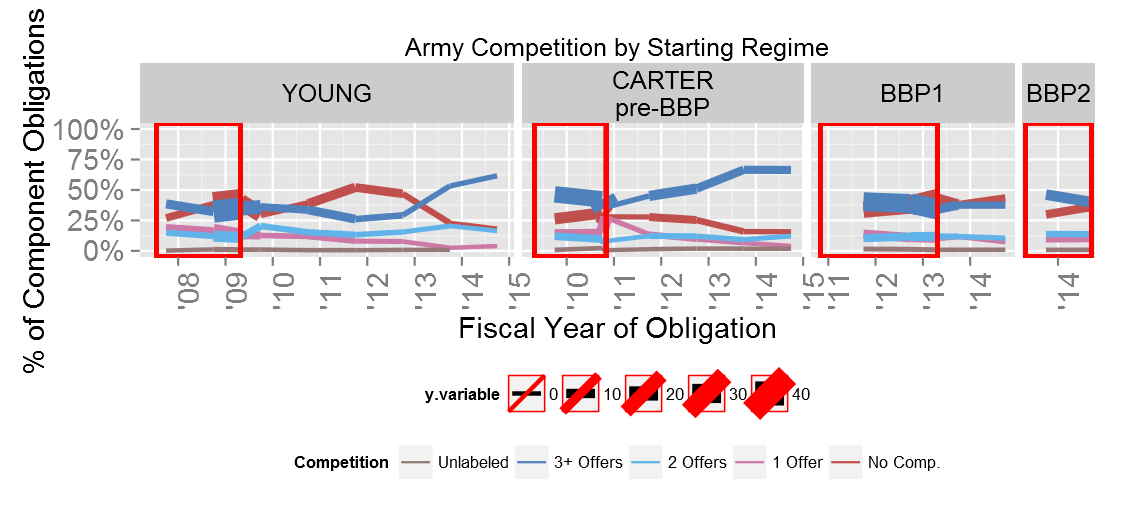 Army Competition by Starting Regime
YOUNG
CARTER
pre-BBP
BBP1
BBP2
% of Component Obligations
100%
75%
50%
25%
0%
'08 '09 '10 '11 '12 '13 '14 '15
'10 '11 '12 '13 '14 '15
'11 '12 '13 '14
'14
Fiscal Year of Obligation
y.variable 0 10 20 30 40
Competition Unlabeled 3+ Offers 2 Offers 1 Offer No Comp.